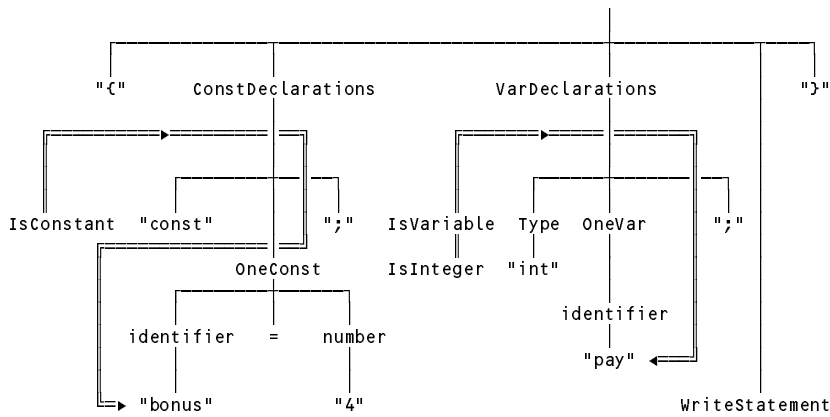 "{" ConstDeclarations VarDeclarations "}"
IsConstant "const" ";" IsVariable Type OneVar ";"
OneConst IsInteger "int"
identifier
identifier = number
"pay"
"bonus" "4" WriteStatement